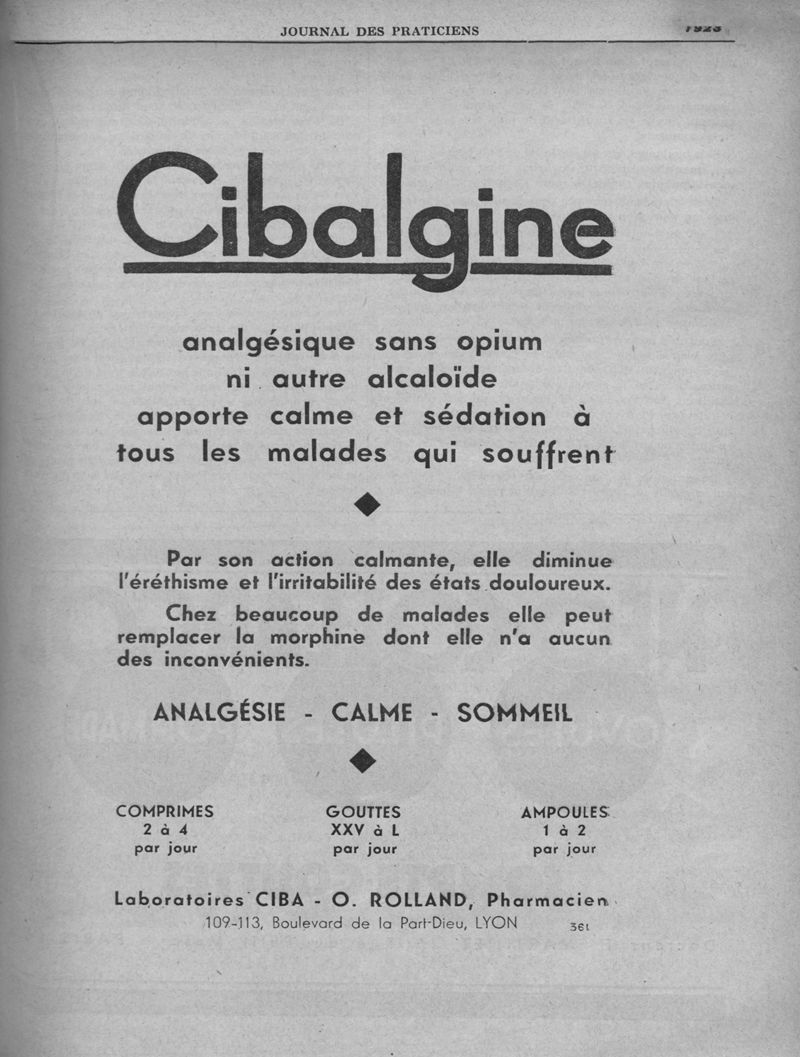 JOURNAL DES PRATICIENS
Cibalgine
analgésique sans opium
ni autre alcaloïde
apporte calme et sédation à
tous les malades qui souffrent
Par son action calmante, elle diminue
l'éréthisme et l'irritabilité des états douloureux.
Chez beaucoup de malades elle peut
remplacer la morphine dont elle n'a aucun
des inconvénients.
ANALGÉSIE - CALME - SOMMEIL
COMPRIMES GOUTTES AMPOULES
2 à 4 XXV à L 1 à 2
par jour par jour par jour
Laboratoires CIBA - O. ROLLAND, Pharmacien
109-113, Boulevard de la Part-Dieu, LYON 361